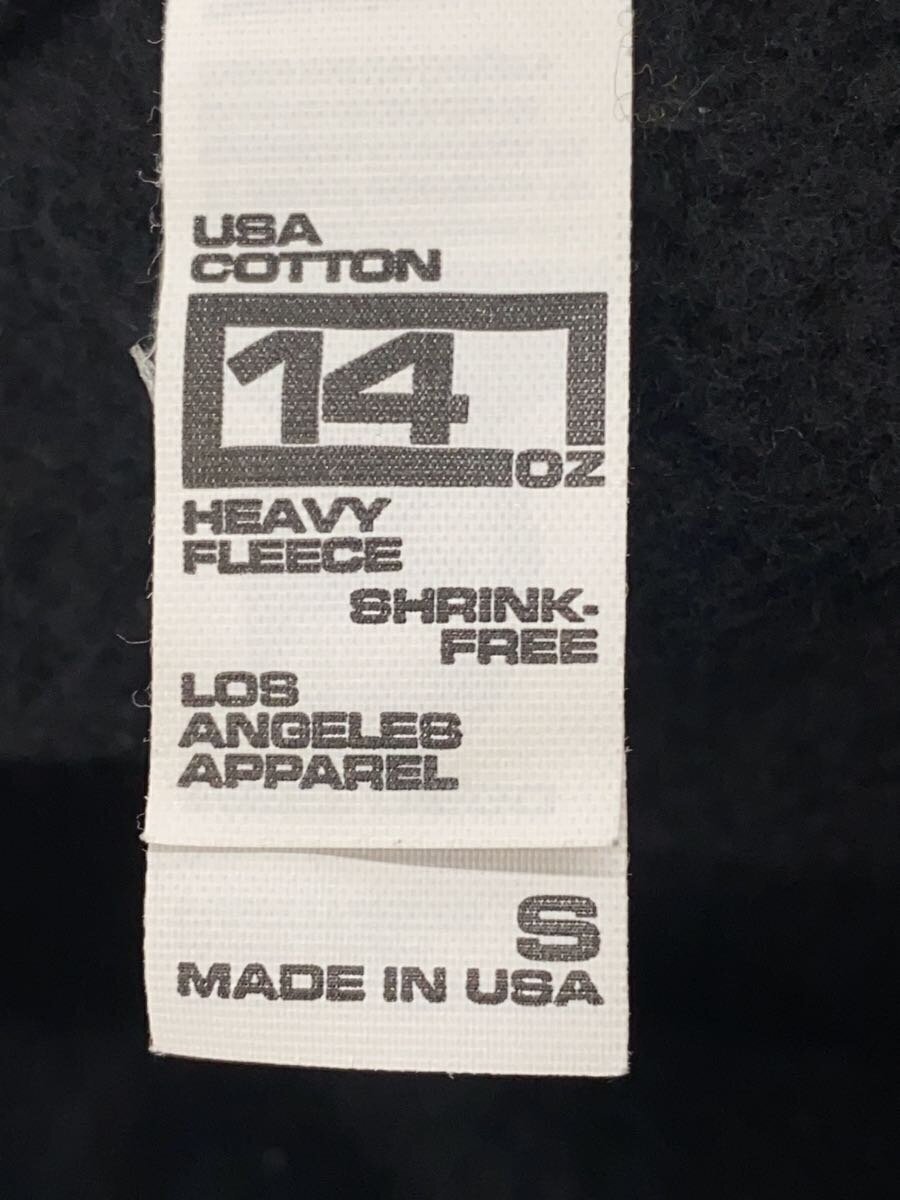 USA
COTTON
14
OZ
HEAVY
FLEECE
SHRINK-
FREE
LOS
ANGELES
APPAREL
S
MADE IN USA